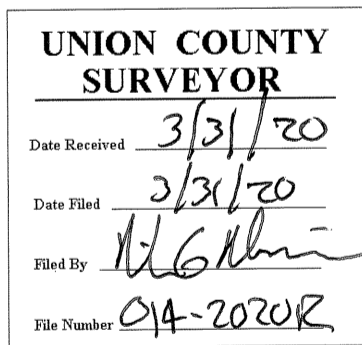 UNION COUNTY
SURVEYOR
Date Received 3/31/20
Date Filed 3/31/20
Filed By
File Number 014-2020R